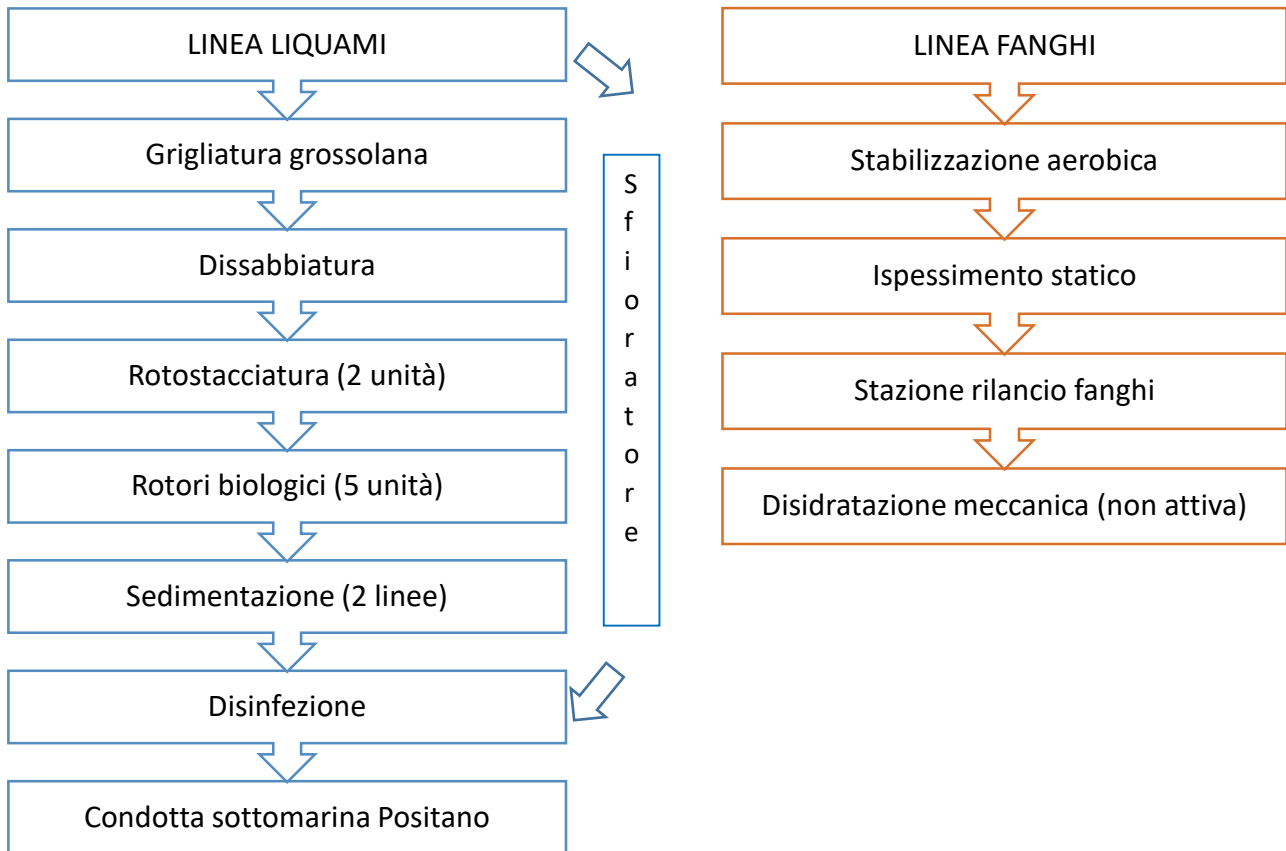 LINEA LIQUAMI
Grigliatura grossolana
Dissabbiatura
Rotostacciatura (2 unità)
Rotori biologici (5 unità)
Sedimentazione (2 linee)
Disinfezione
Condotta sottomarina Positano
S
f
i
o
r
a
t
o
r
e
LINEA FANGHI
Stabilizzazione aerobica
Ispessimento statico
Stazione rilancio fanghi
Disidratazione meccanica (non attiva)